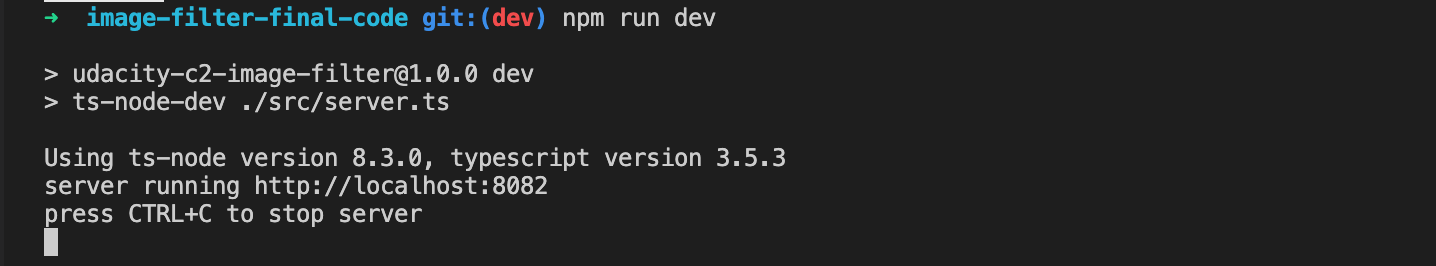 → image-filter-final-code git:(dev) npm run dev
> udacity-c2-image-filter@1.0.0 dev
> ts-node-dev ./src/server.ts
Using ts-node version 8.3.0, typescript version 3.5.3
server running http://localhost:8082
press CTRL+C to stop server